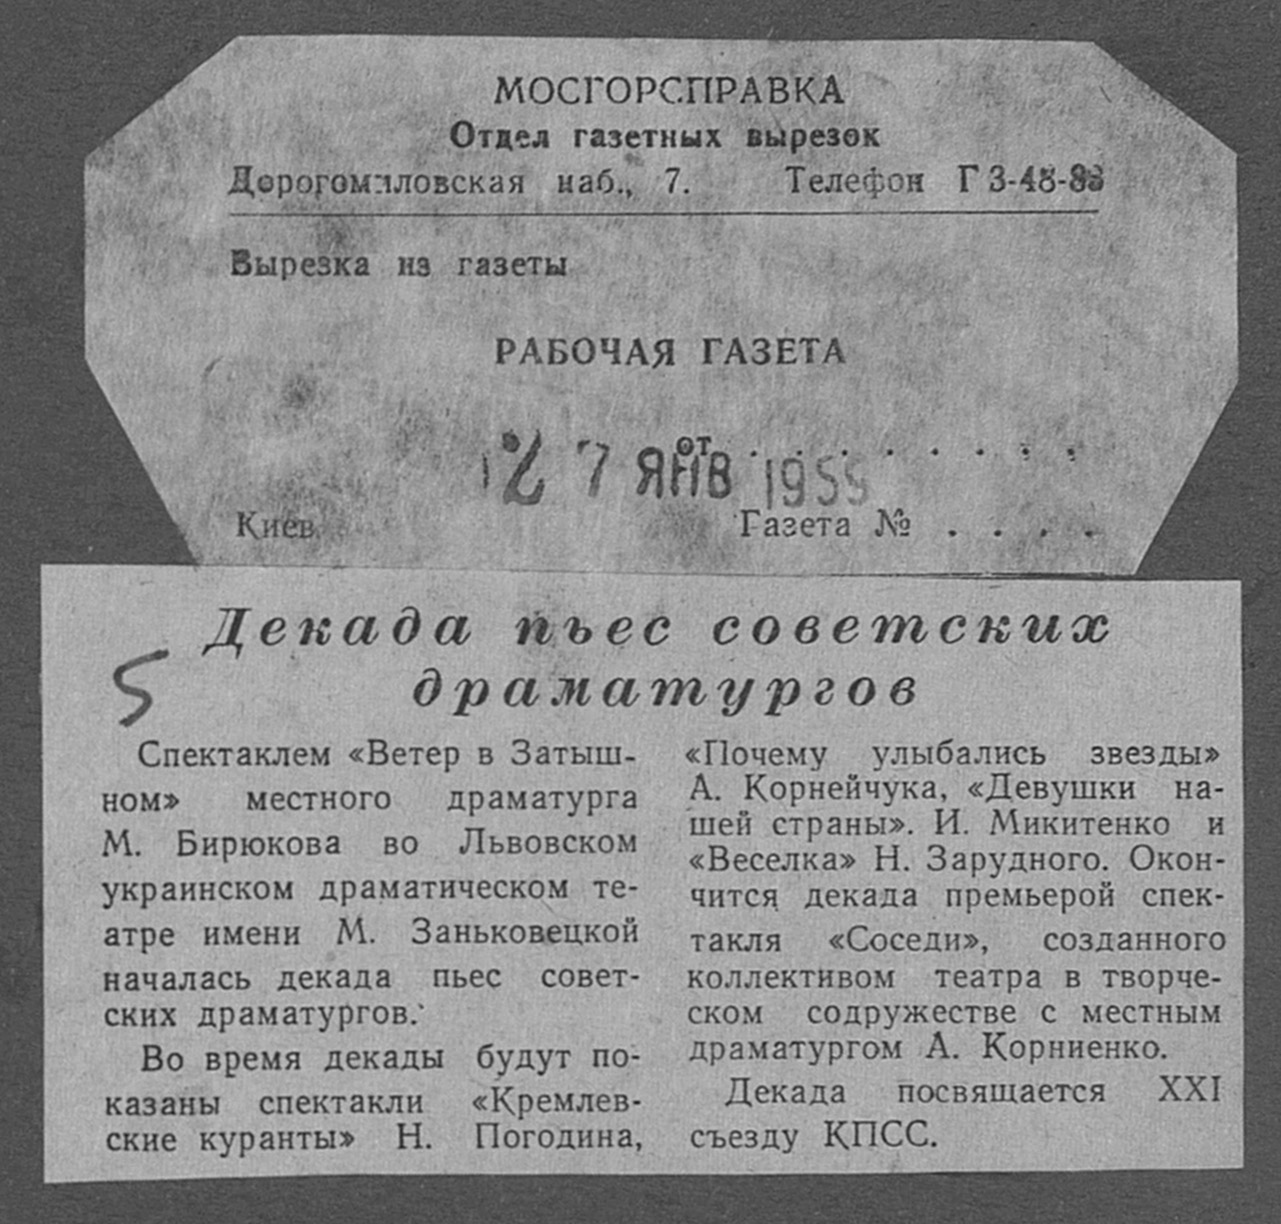 МОСГОРСПРАВКА
Отдел газетных вырезок
Дорогомиловская наб., 7. Телефон Г 3-48-
Вырезка из газеты
РАБОЧАЯ ГАЗЕТА
27 ЯНВ 1959
от . . . . . . . .
Киев Газета № . . . .
5
Декада пьес советских
драматургов
Спектаклем «Ветер в Затыш-
ном» местного драматурга
М. Бирюкова во Львовском
украинском драматическом те-
атре имени М. Заньковецкой
началась декада пьес совет-
ских драматургов.
Во время декады будут по-
казаны спектакли «Кремлев-
ские куранты» Н. Погодина,
«Почему улыбались звезды»
А. Корнейчука, «Девушки на-
шей страны». И. Микитенко и
«Веселка» Н. Зарудного. Окон-
чится декада премьерой спек-
такля «Соседи», созданного
коллективом театра в творче-
ском содружестве с местным
драматургом А. Корниенко.
Декада посвящается XXI
съезду КПСС.